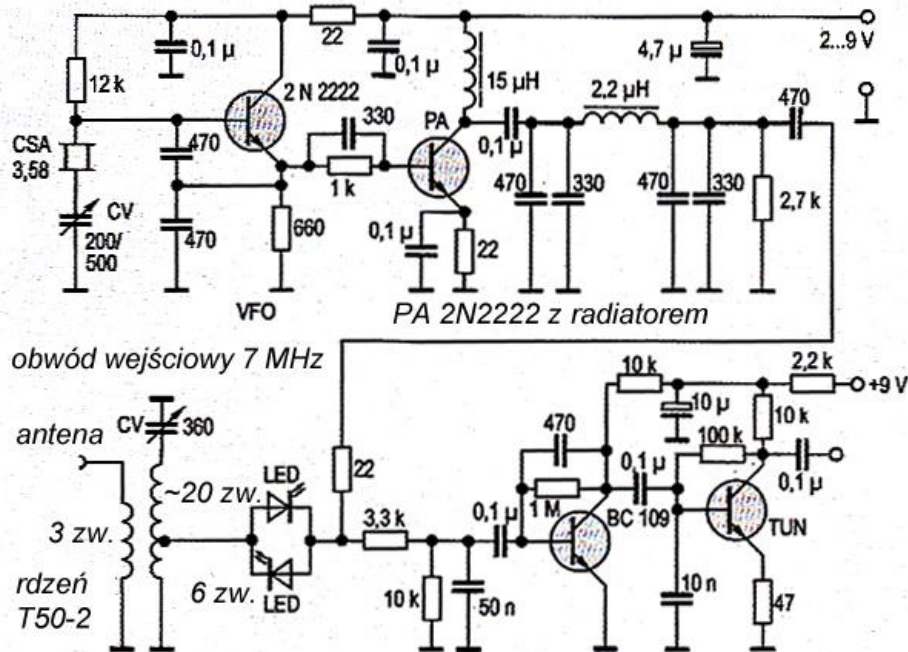 0,1 µ
22
0,1 µ
4,7 µ
2...9 V
12 k
2 N 2222
15 µH
2,2 µH
470
330
PA
0,1 µ
CSA
3,58
470
1 k
470
330
470
330
2,7 k
CV
200/
500
470
660
0,1 µ
22
VFO
PA 2N2222 z radiatorem
obwód wejściowy 7 MHz
10 k
2,2 k
+9 V
CV
360
470
10 µ
10 k
antena
LED
22
100 k
0,1 µ
~20 zw.
3,3 k
0,1 µ
1 M
0,1 µ
BC 109
TUN
3 zw.
rdzeń
T50-2
6 zw.
LED
10 k
50 n
10 n
47